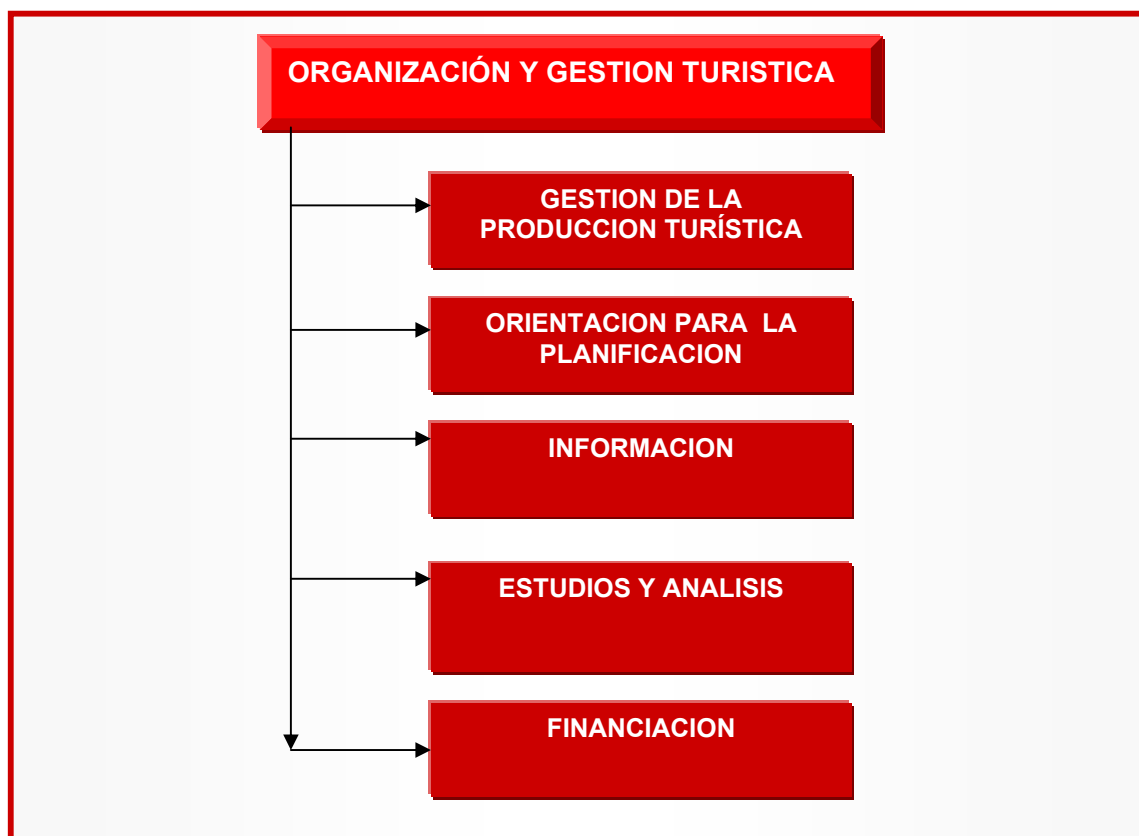 ORGANIZACIÓN Y GESTION TURISTICA
GESTION DE LA
PRODUCCION TURÍSTICA
ORIENTACION PARA LA
PLANIFICACION
INFORMACION
ESTUDIOS Y ANALISIS
FINANCIACION